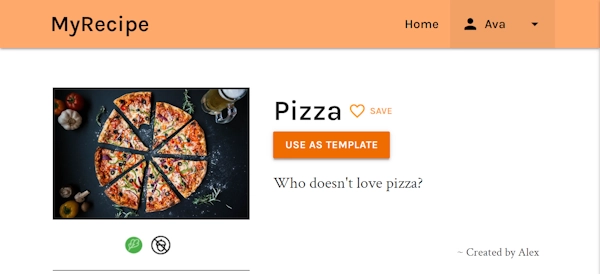 MyRecipe
Home
Ava
Pizza
SAVE
USE AS TEMPLATE
Who doesn't love pizza?
~ Created by Alex